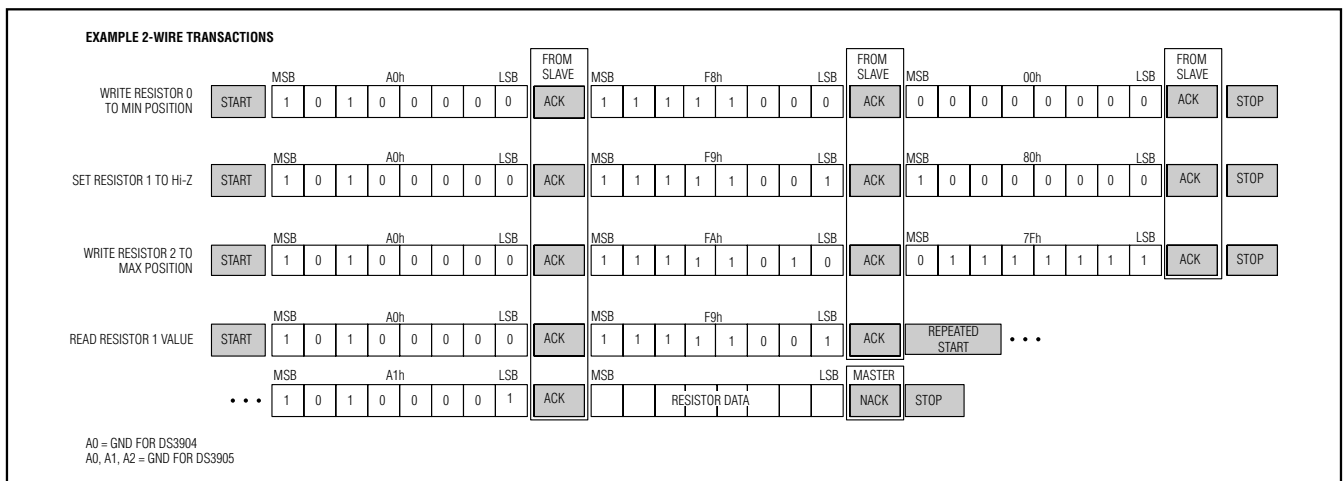 EXAMPLE 2-WIRE TRANSACTIONS
FROM SLAVE FROM SLAVE FROM SLAVE
MSB A0h LSB MSB F8h LSB MSB 00h LSB
WRITE RESISTOR 0 TO MIN POSITION START 1 0 1 0 0 0 0 0 ACK 1 1 1 1 1 0 0 0 ACK 0 0 0 0 0 0 0 0 ACK STOP
MSB A0h LSB MSB F9h LSB MSB 80h LSB
SET RESISTOR 1 TO Hi-Z START 1 0 1 0 0 0 0 0 ACK 1 1 1 1 1 0 0 1 ACK 1 0 0 0 0 0 0 0 ACK STOP
MSB A0h LSB MSB FAh LSB MSB 7Fh LSB
WRITE RESISTOR 2 TO MAX POSITION START 1 0 1 0 0 0 0 0 ACK 1 1 1 1 1 0 1 0 ACK 0 1 1 1 1 1 1 1 ACK STOP
MSB A0h LSB MSB F9h LSB
READ RESISTOR 1 VALUE START 1 0 1 0 0 0 0 0 ACK 1 1 1 1 1 0 0 1 ACK REPEATED START • • •
MSB A1h LSB MSB LSB MASTER
• • • 1 0 1 0 0 0 0 1 ACK RESISTOR DATA NACK STOP
A0 = GND FOR DS3904
A0, A1, A2 = GND FOR DS3905